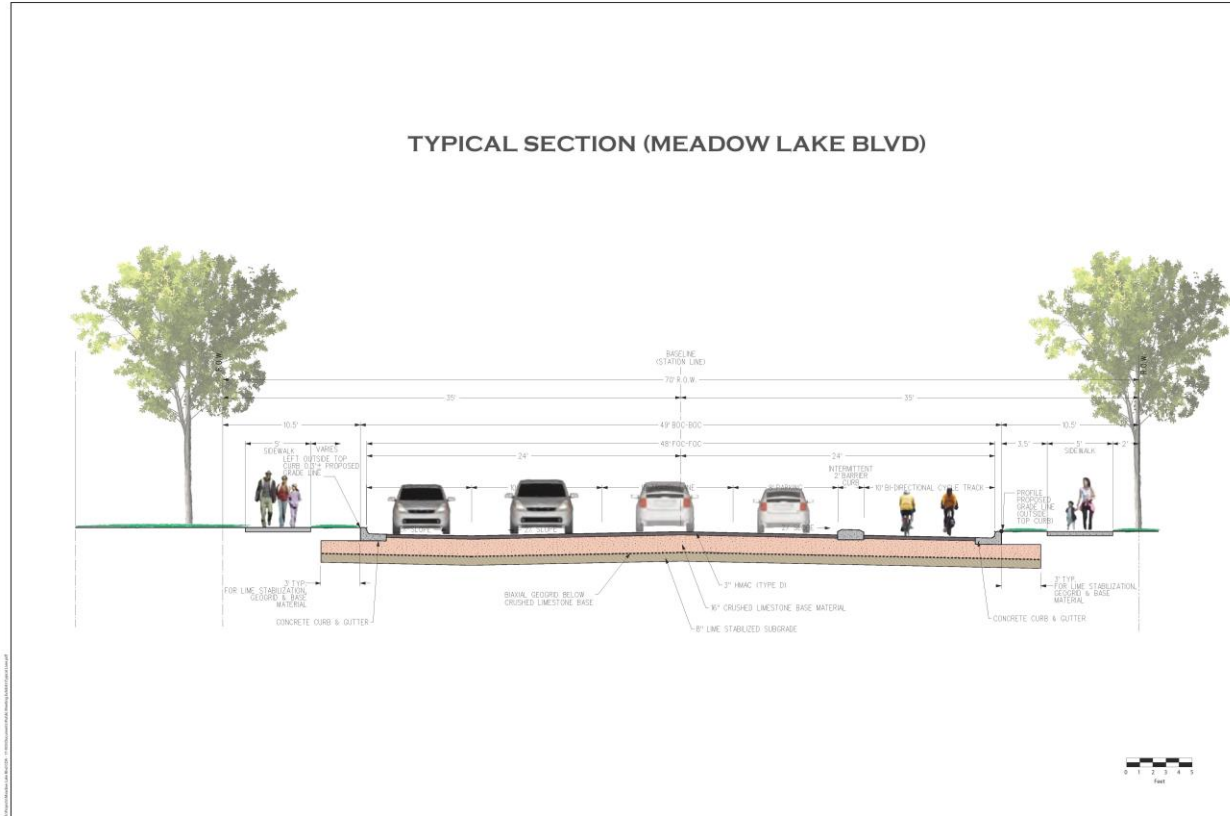 TYPICAL SECTION (MEADOW LAKE BLVD)
BASELINE
(STATION LINE)
R.O.W.
70' R.O.W.
R.O.W.
35'
35'
10.5'
49' BOC-BOC
10.5'
48' FOC-FOC
5'
SIDEWALK
VARIES
LEFT OUTSIDE TOP
CURB 0.13'± PROPOSED
GRADE LINE
24'
24'
3.5'
5'
SIDEWALK
2'
INTERMITTENT
2' BARRIER
CURB
10' BI-DIRECTIONAL CYCLE TRACK
PROFILE
PROPOSED
GRADE LINE
(OUTSIDE
TOP CURB)
SLOPE
SLOPE
3' TYP.
FOR LIME STABILIZATION,
GEOGRID & BASE
MATERIAL
CONCRETE CURB & GUTTER
BIAXIAL GEOGRID BELOW
CRUSHED LIMESTONE BASE
HMAC (TYPE D)
16" CRUSHED LIMESTONE BASE MATERIAL
8" LIME STABILIZED SUBGRADE
3' TYP.
FOR LIME STABILIZATION,
GEOGRID & BASE
MATERIAL
CONCRETE CURB & GUTTER
0 1 2 3 4 5
Feet